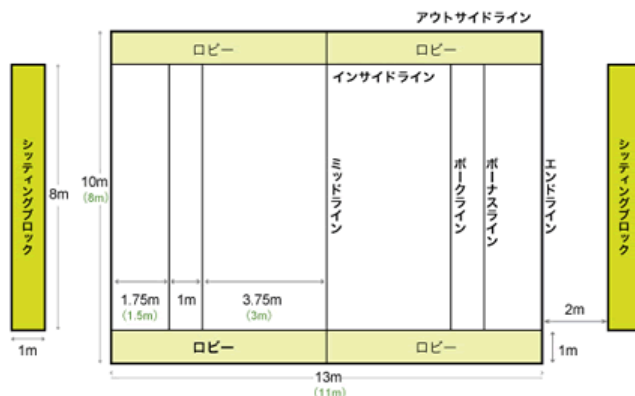 アウトサイドライン
ロビー
ロビー
インサイドライン
シッティングブロック
8m
10m
(8m)
ミッドライン
ボークライン
ボーナスライン
エンドライン
シッティングブロック
1.75m
(1.5m)
1m
3.75m
(3m)
2m
ロビー
ロビー
1m
1m
13m
(11m)